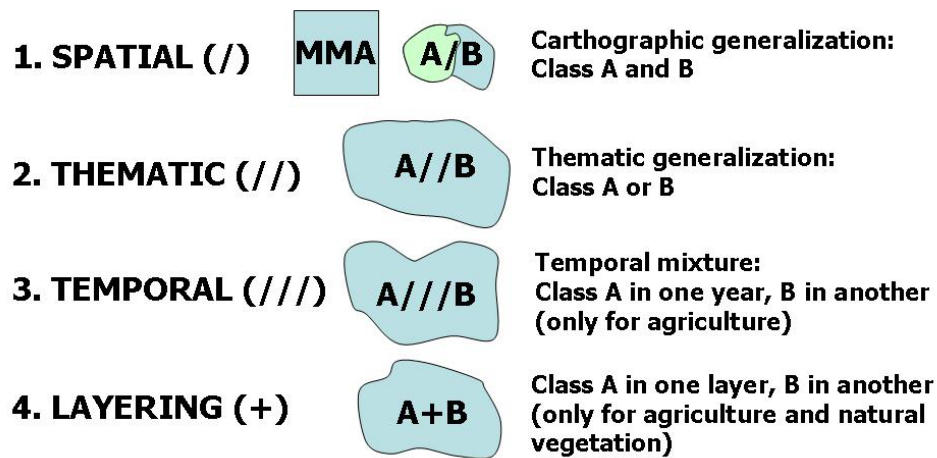 1. SPATIAL (/)
MMA
A/B
Carthographic generalization:
Class A and B
2. THEMATIC (//)
A//B
Thematic generalization:
Class A or B
3. TEMPORAL (///)
A///B
Temporal mixture:
Class A in one year, B in another
(only for agriculture)
4. LAYERING (+)
A+B
Class A in one layer, B in another
(only for agriculture and natural
vegetation)